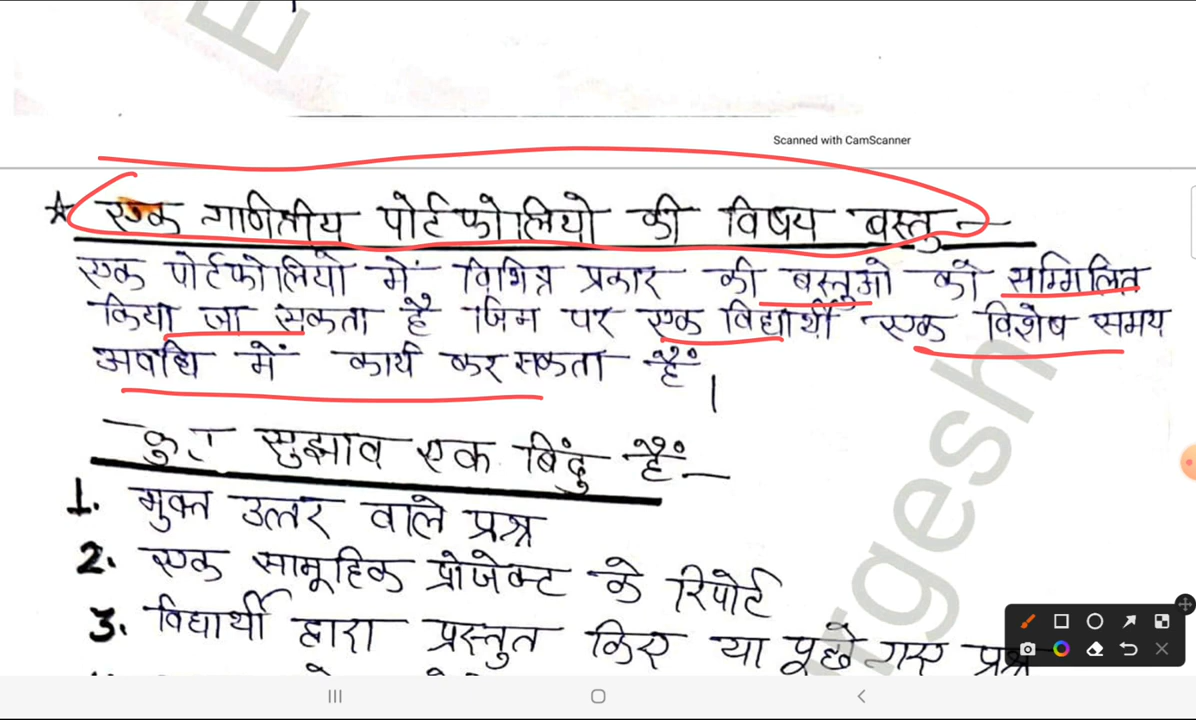 Scanned with CamScanner
एक गणितीय पोर्टफोलियो की विषय वस्तु -
एक पोर्टफोलियो में विभिन्न प्रकार की वस्तुओ को सम्मिलित
किया जा सकता है जिन पर एक विद्यार्थी एक विशेष समय
अवधि में कार्य कर सकता है।
सुझाव एक बिंदु हैं-
1. मुक्त उत्तर वाले प्रश्न
2. एक सामूहिक प्रोजेक्ट के रिपोर्ट
3. विद्यार्थी द्वारा प्रस्तुत किए या पूछे गए प्रश्न